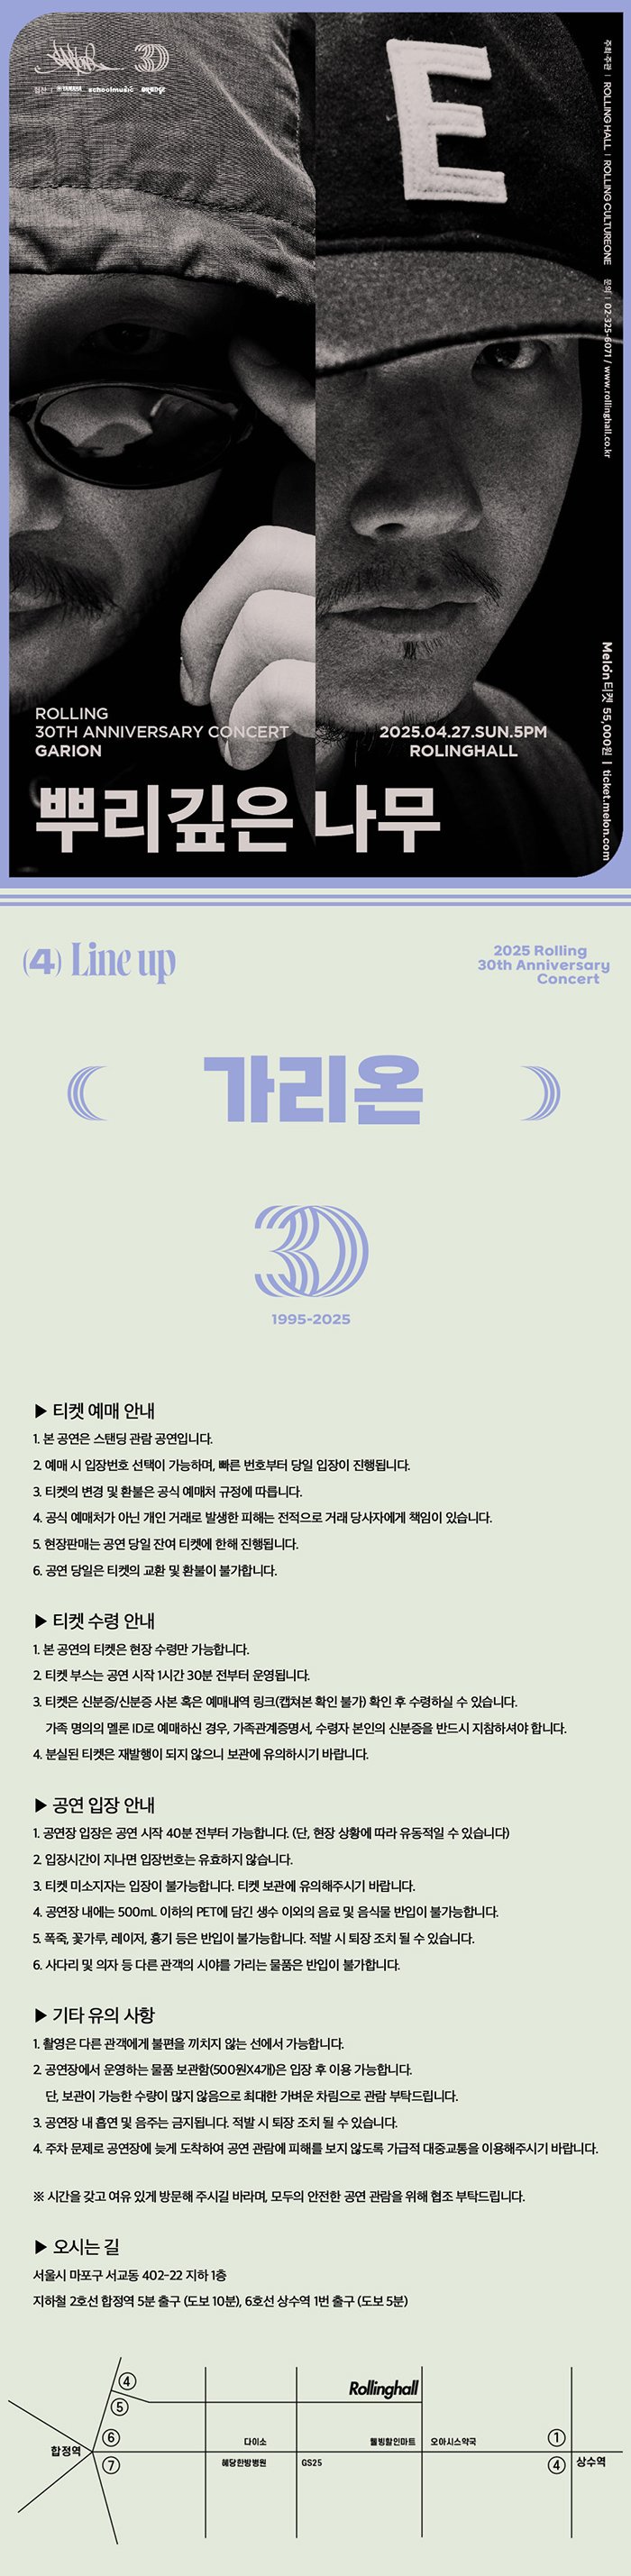 3D
협찬 | YAMAHA schoolmusic
주최·주관 | ROLLING HALL | ROLLING CULTUREONE 문의 | 02-325-6071 / www.rollinghall.co.kr
E
Melon티켓 55,000원 | ticket.melon.com
ROLLING
30TH ANNIVERSARY CONCERT
GARION
2025.04.27.SUN.5PM
ROLINGHALL
뿌리깊은 나무
(4) Line up
2025 Rolling
30th Anniversary
Concert
가리온
30
1995-2025
▶ 티켓 예매 안내
1. 본 공연은 스탠딩 관람 공연입니다.
2. 예매 시 입장번호 선택이 가능하며, 빠른 번호부터 당일 입장이 진행됩니다.
3. 티켓의 변경 및 환불은 공식 예매처 규정에 따릅니다.
4. 공식 예매처가 아닌 개인 거래로 발생한 피해는 전적으로 거래 당사자에게 책임이 있습니다.
5. 현장판매는 공연 당일 잔여 티켓에 한해 진행됩니다.
6. 공연 당일은 티켓의 교환 및 환불이 불가합니다.
▶ 티켓 수령 안내
1. 본 공연의 티켓은 현장 수령만 가능합니다.
2. 티켓 부스는 공연 시작 1시간 30분 전부터 운영됩니다.
3. 티켓은 신분증/신분증 사본 혹은 예매내역 링크(캡쳐본 확인 불가) 확인 후 수령하실 수 있습니다.
가족 명의의 멜론 ID로 예매하신 경우, 가족관계증명서, 수령자 본인의 신분증을 반드시 지참하셔야 합니다.
4. 분실된 티켓은 재발행이 되지 않으니 보관에 유의하시기 바랍니다.
▶ 공연 입장 안내
1. 공연장 입장은 공연 시작 40분 전부터 가능합니다. (단, 현장 상황에 따라 유동적일 수 있습니다)
2. 입장시간이 지나면 입장번호는 유효하지 않습니다.
3. 티켓 미소지자는 입장이 불가능합니다. 티켓 보관에 유의해주시기 바랍니다.
4. 공연장 내에는 500mL 이하의 PET에 담긴 생수 이외의 음료 및 음식물 반입이 불가능합니다.
5. 폭죽, 꽃가루, 레이저, 흉기 등은 반입이 불가능합니다. 적발 시 퇴장 조치 될 수 있습니다.
6. 사다리 및 의자 등 다른 관객의 시야를 가리는 물품은 반입이 불가합니다.
▶ 기타 유의 사항
1. 촬영은 다른 관객에게 불편을 끼치지 않는 선에서 가능합니다.
2. 공연장에서 운영하는 물품 보관함(500원X4개)은 입장 후 이용 가능합니다.
단, 보관이 가능한 수량이 많지 않음으로 최대한 가벼운 차림으로 관람 부탁드립니다.
3. 공연장 내 흡연 및 음주는 금지됩니다. 적발 시 퇴장 조치 될 수 있습니다.
4. 주차 문제로 공연장에 늦게 도착하여 공연 관람에 피해를 보지 않도록 가급적 대중교통을 이용해주시기 바랍니다.
※ 시간을 갖고 여유 있게 방문해 주시길 바라며, 모두의 안전한 공연 관람을 위해 협조 부탁드립니다.
▶ 오시는 길
서울시 마포구 서교동 402-22 지하 1층
지하철 2호선 합정역 5분 출구 (도보 10분), 6호선 상수역 1번 출구 (도보 5분)
④
⑤
Rollinghall
⑥
다이소
웰빙할인마트
오아시스약국
①
합정역
⑦
혜당한방병원
GS25
④
상수역